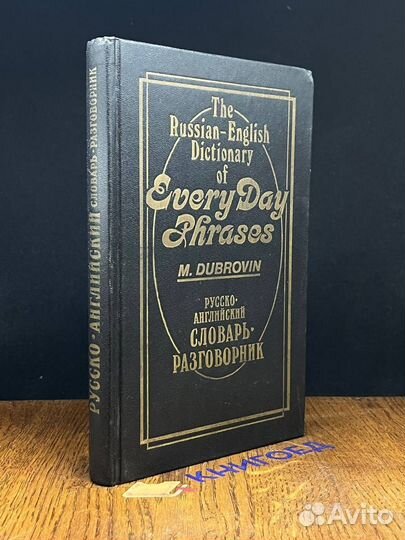 РУССКО·АНГЛИЙСКИЙ СЛОВАРЬ·РАЗГОВОРНИК
The
Russian-English
Dictionary
of
Every Day
Phrases
M. DUBROVIN
РУССКО·
АНГЛИЙСКИЙ
СЛОВАРЬ·
РАЗГОВОРНИК
КНИГОЕД
Avito